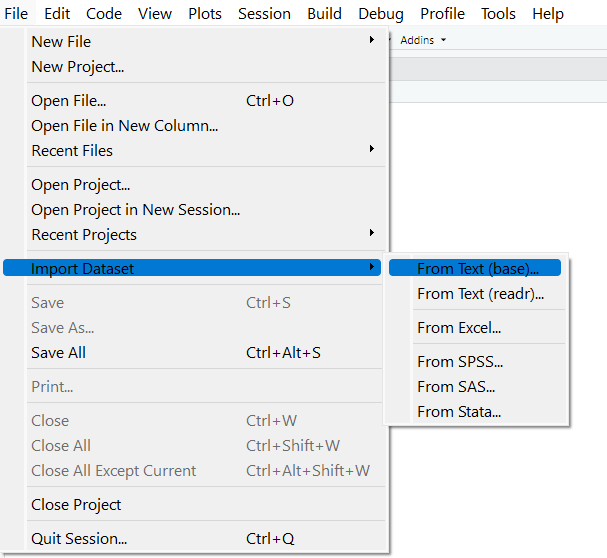 File Edit Code View Plots Session Build Debug Profile Tools Help
Addins
New File
New Project...
Open File... Ctrl+O
Open File in New Column...
Recent Files
Open Project...
Open Project in New Session...
Recent Projects
Import Dataset
From Text (base)...
From Text (readr)...
From Excel...
From SPSS...
From SAS...
From Stata...
Save Ctrl+S
Save As...
Save All Ctrl+Alt+S
Print...
Close Ctrl+W
Close All Ctrl+Shift+W
Close All Except Current Ctrl+Alt+Shift+W
Close Project
Quit Session... Ctrl+Q